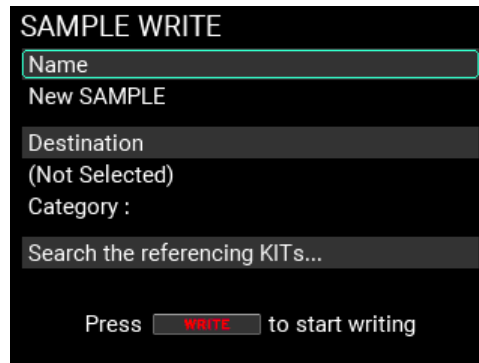 SAMPLE WRITE
Name
New SAMPLE
Destination
(Not Selected)
Category :
Search the referencing KITs...
Press WRITE to start writing